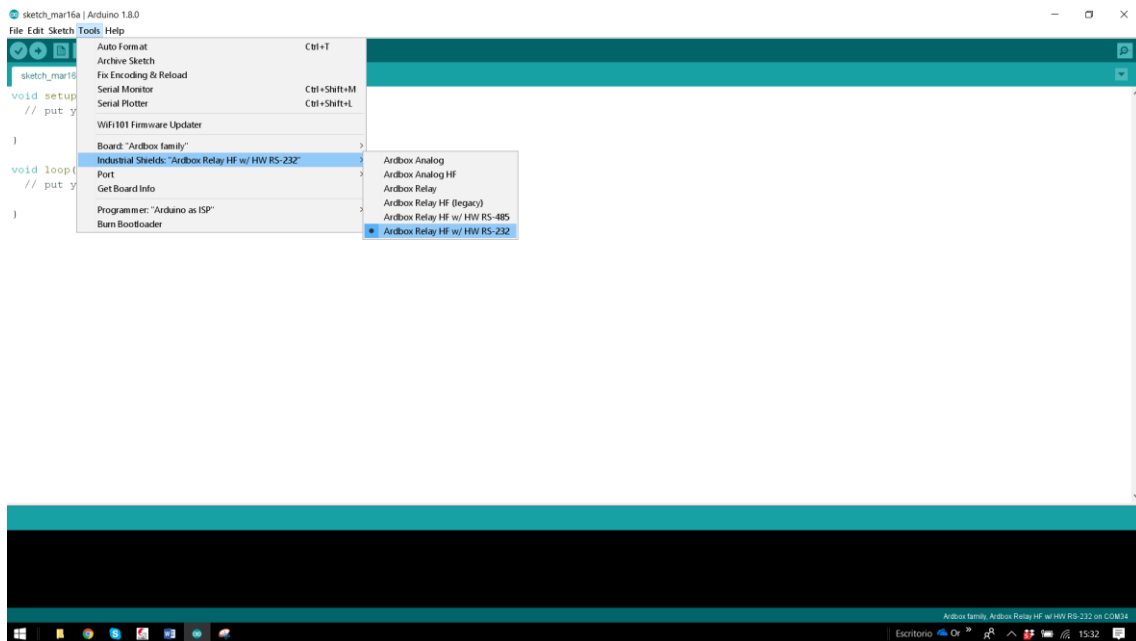 sketch_mar16a | Arduino 1.8.0
File Edit Sketch Tools Help
sketch_mar16
void setup
// put y
}
void loop(
// put y
}
Auto Format Ctrl+T
Archive Sketch
Fix Encoding & Reload
Serial Monitor Ctrl+Shift+M
Serial Plotter Ctrl+Shift+L
WiFi101 Firmware Updater
Board: "Ardbox family"
Industrial Shields: "Ardbox Relay HF w/ HW RS-232"
Port
Get Board Info
Programmer: "Arduino as ISP"
Burn Bootloader
Ardbox Analog
Ardbox Analog HF
Ardbox Relay
Ardbox Relay HF (legacy)
Ardbox Relay HF w/ HW RS-485
Ardbox Relay HF w/ HW RS-232
Ardbox family, Ardbox Relay HF w/ HW RS-232 on COM34
Escritorio Or » 15:32